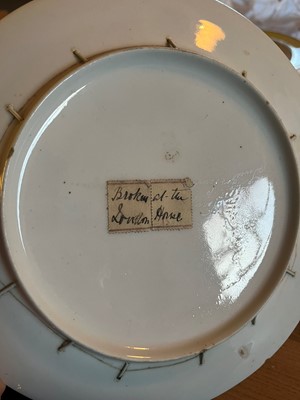 Broken at the
London House